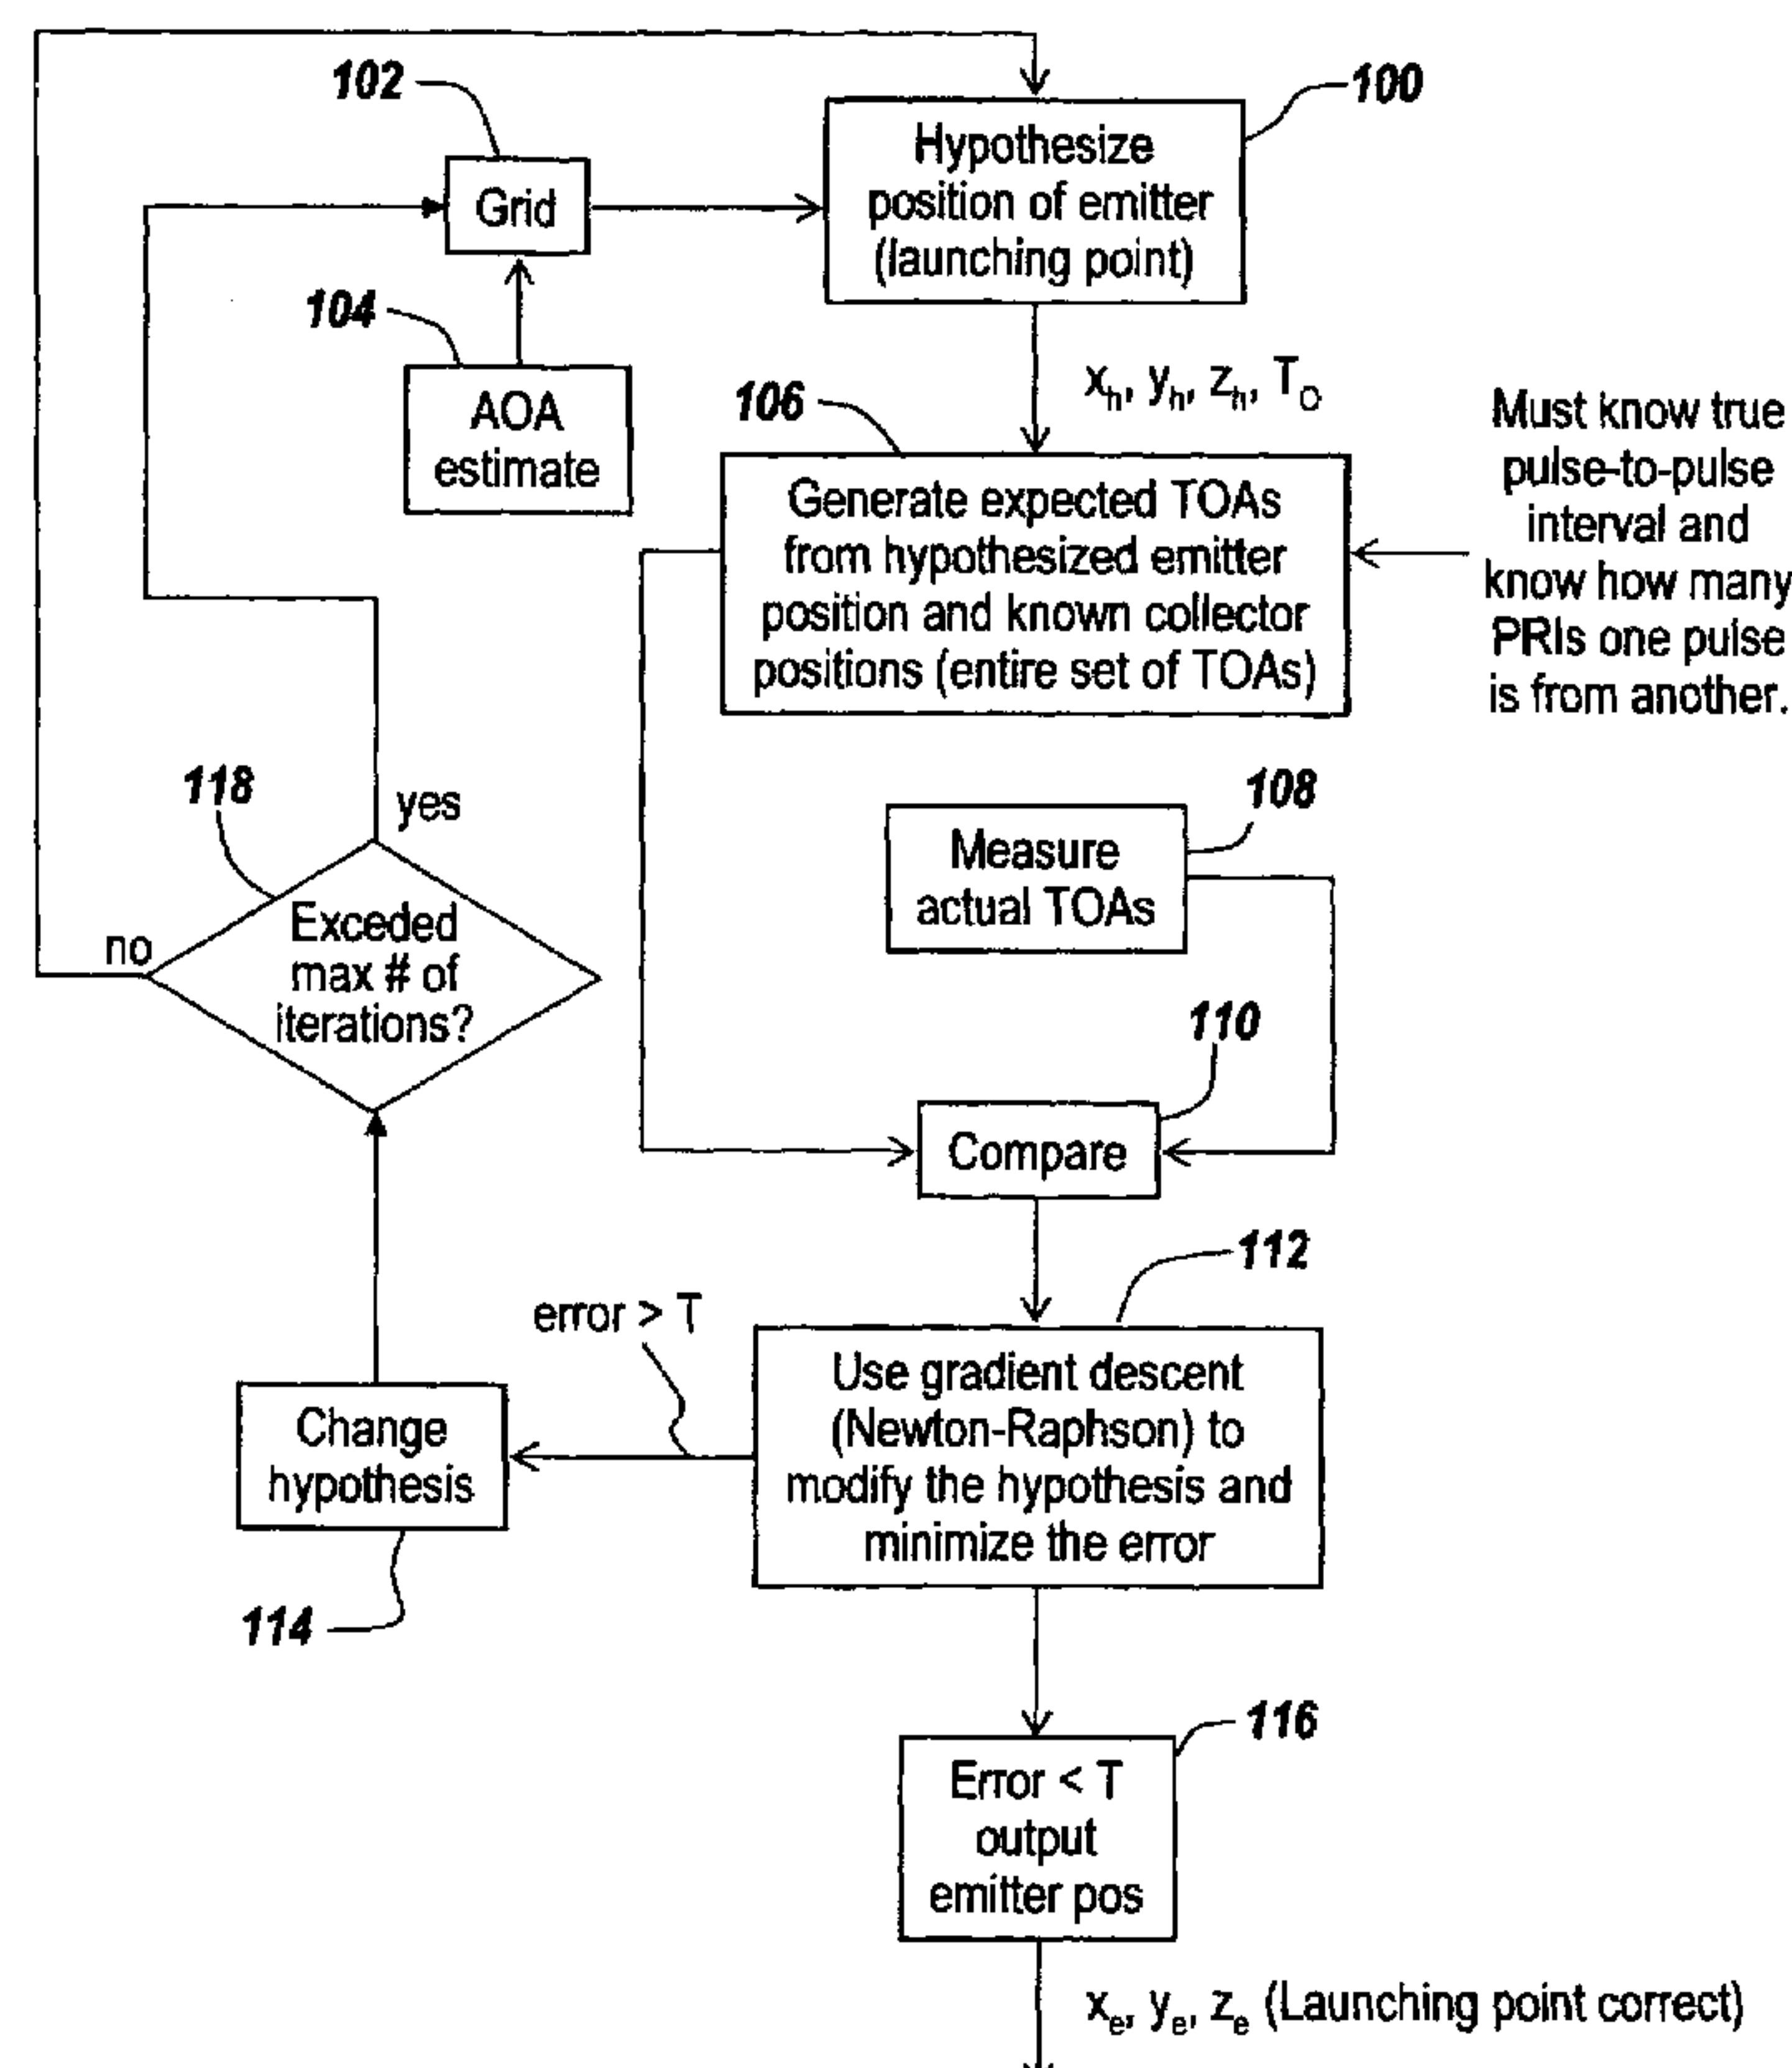 102
100
Hypothesize
position of emitter
(launching point)
Grid
104
AOA
estimate
xh, yh, zh, TO
106
Generate expected TOAs
from hypothesized emitter
position and known collector
positions (entire set of TOAs)
Must know true
pulse-to-pulse
interval and
know how many
PRIs one pulse
is from another.
118
yes
no
Exceded
max # of
iterations?
108
Measure
actual TOAs
110
Compare
112
error > T
Use gradient descent
(Newton-Raphson) to
modify the hypothesis and
minimize the error
Change
hypothesis
114
116
Error < T
output
emitter pos
xe, ye, ze (Launching point correct)